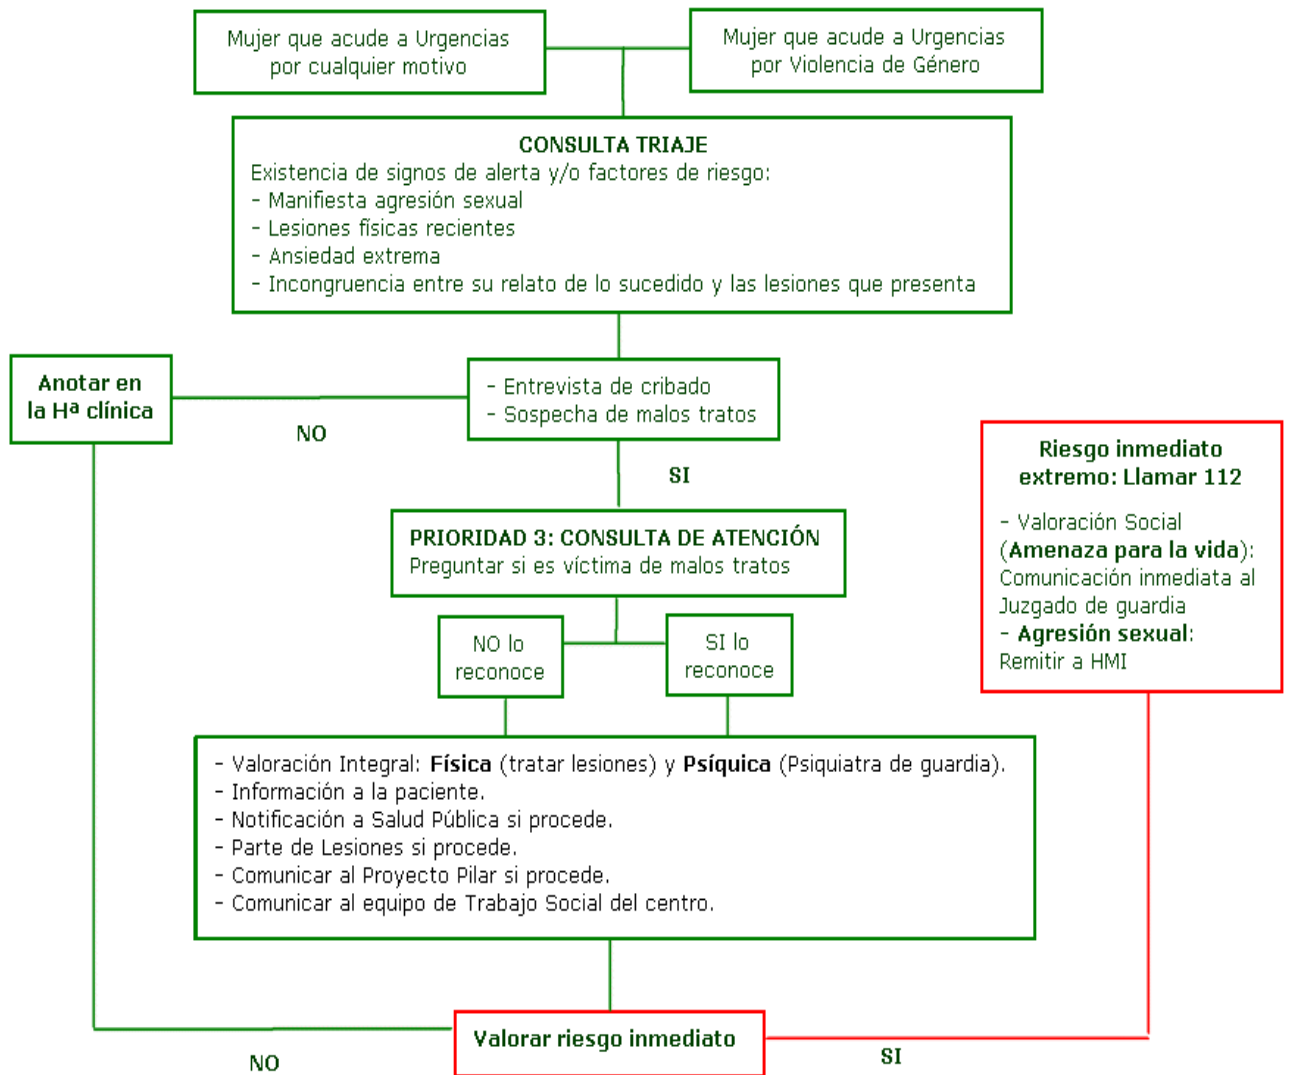 Mujer que acude a Urgencias
por cualquier motivo
Mujer que acude a Urgencias
por Violencia de Género
CONSULTA TRIAJE
Existencia de signos de alerta y/o factores de riesgo:
- Manifiesta agresión sexual
- Lesiones físicas recientes
- Ansiedad extrema
- Incongruencia entre su relato de lo sucedido y las lesiones que presenta
Anotar en
la Hª clínica
NO
- Entrevista de cribado
- Sospecha de malos tratos
SI
Riesgo inmediato
extremo: Llamar 112
- Valoración Social
(Amenaza para la vida):
Comunicación inmediata al
Juzgado de guardia
- Agresión sexual:
Remitir a HMI
PRIORIDAD 3: CONSULTA DE ATENCIÓN
Preguntar si es víctima de malos tratos
NO lo
reconoce
SI lo
reconoce
- Valoración Integral: Física (tratar lesiones) y Psíquica (Psiquiatra de guardia).
- Información a la paciente.
- Notificación a Salud Pública si procede.
- Parte de Lesiones si procede.
- Comunicar al Proyecto Pilar si procede.
- Comunicar al equipo de Trabajo Social del centro.
Valorar riesgo inmediato
NO
SI